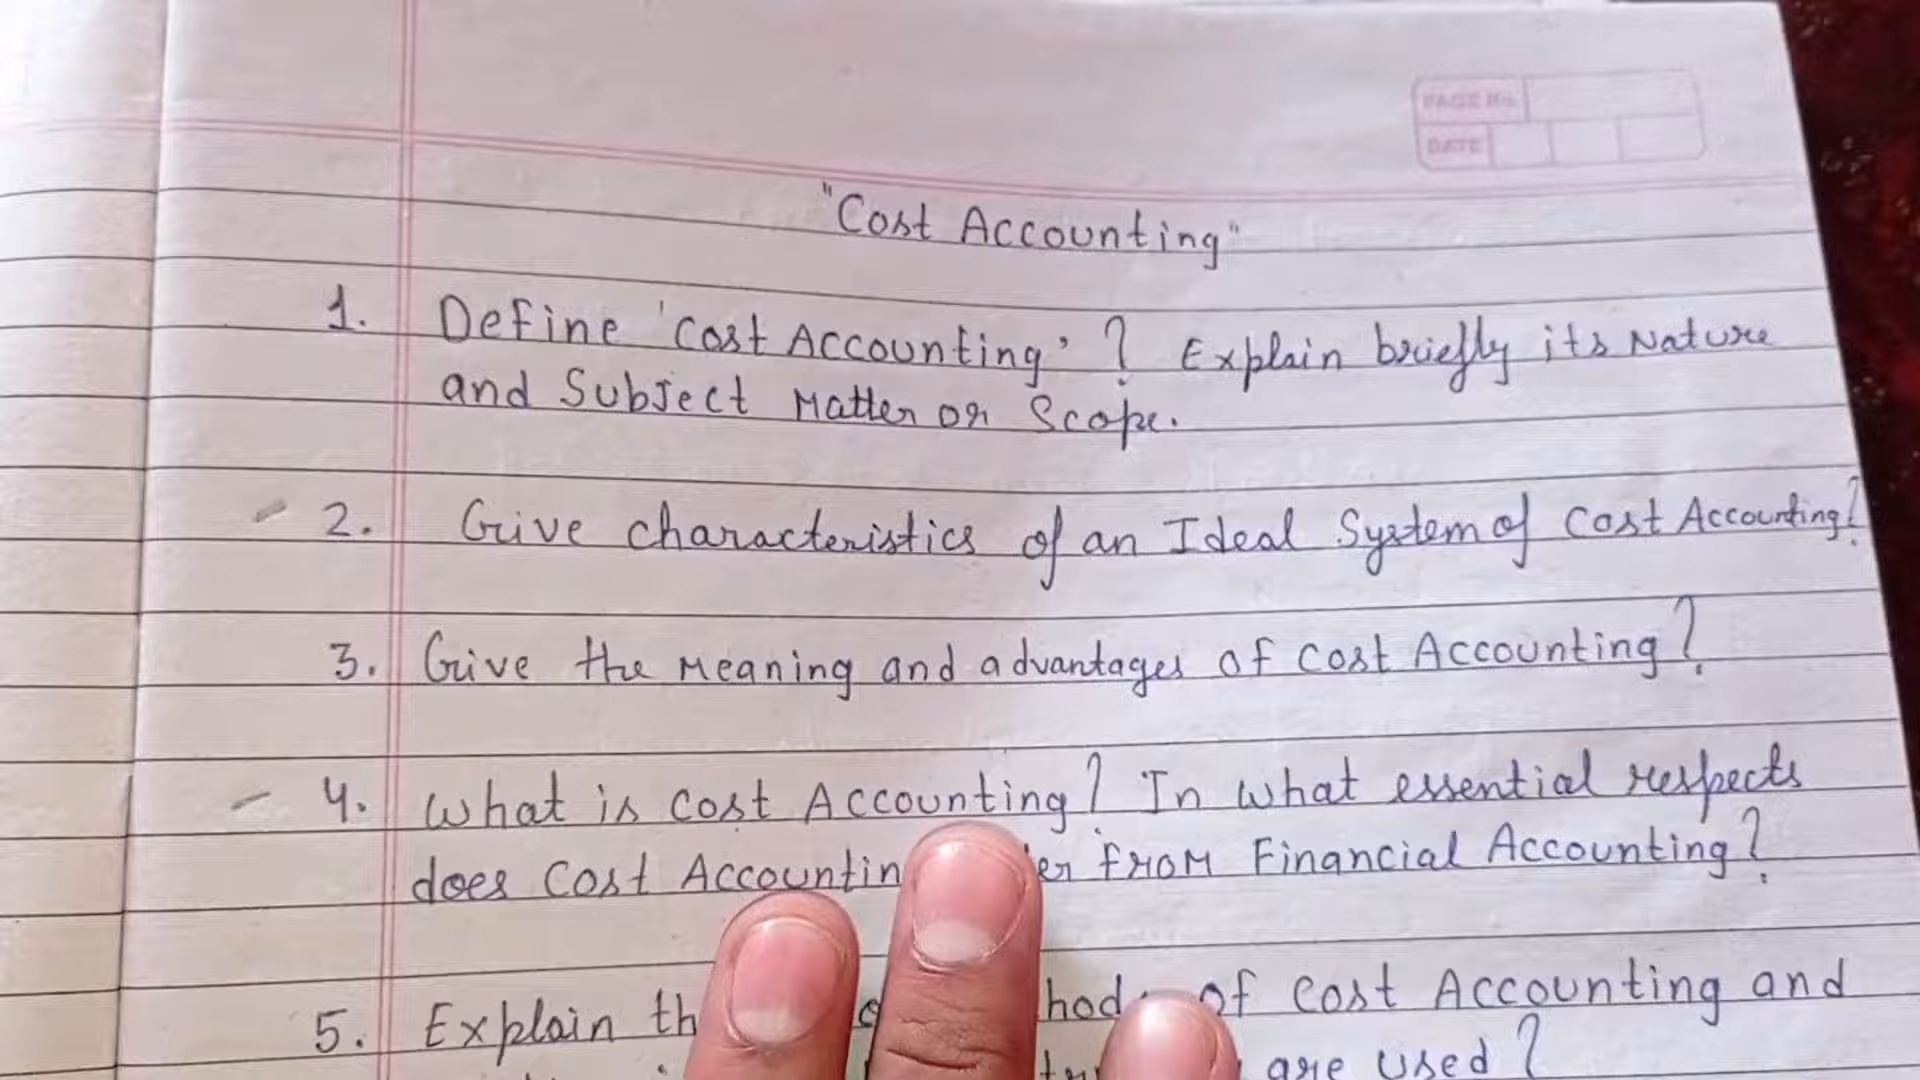 PAGE No.
DATE
"Cost Accounting"
1. Define 'Cost Accounting' ? Explain briefly its Nature
and Subject Matter or Scope.
2. Give characteristics of an Ideal System of Cost Accounting?
3. Give the Meaning and advantages of Cost Accounting?
4. What is Cost Accounting? In what essential respects
does Cost Accountin er from Financial Accounting?
5. Explain th hods of Cost Accounting and
are used?